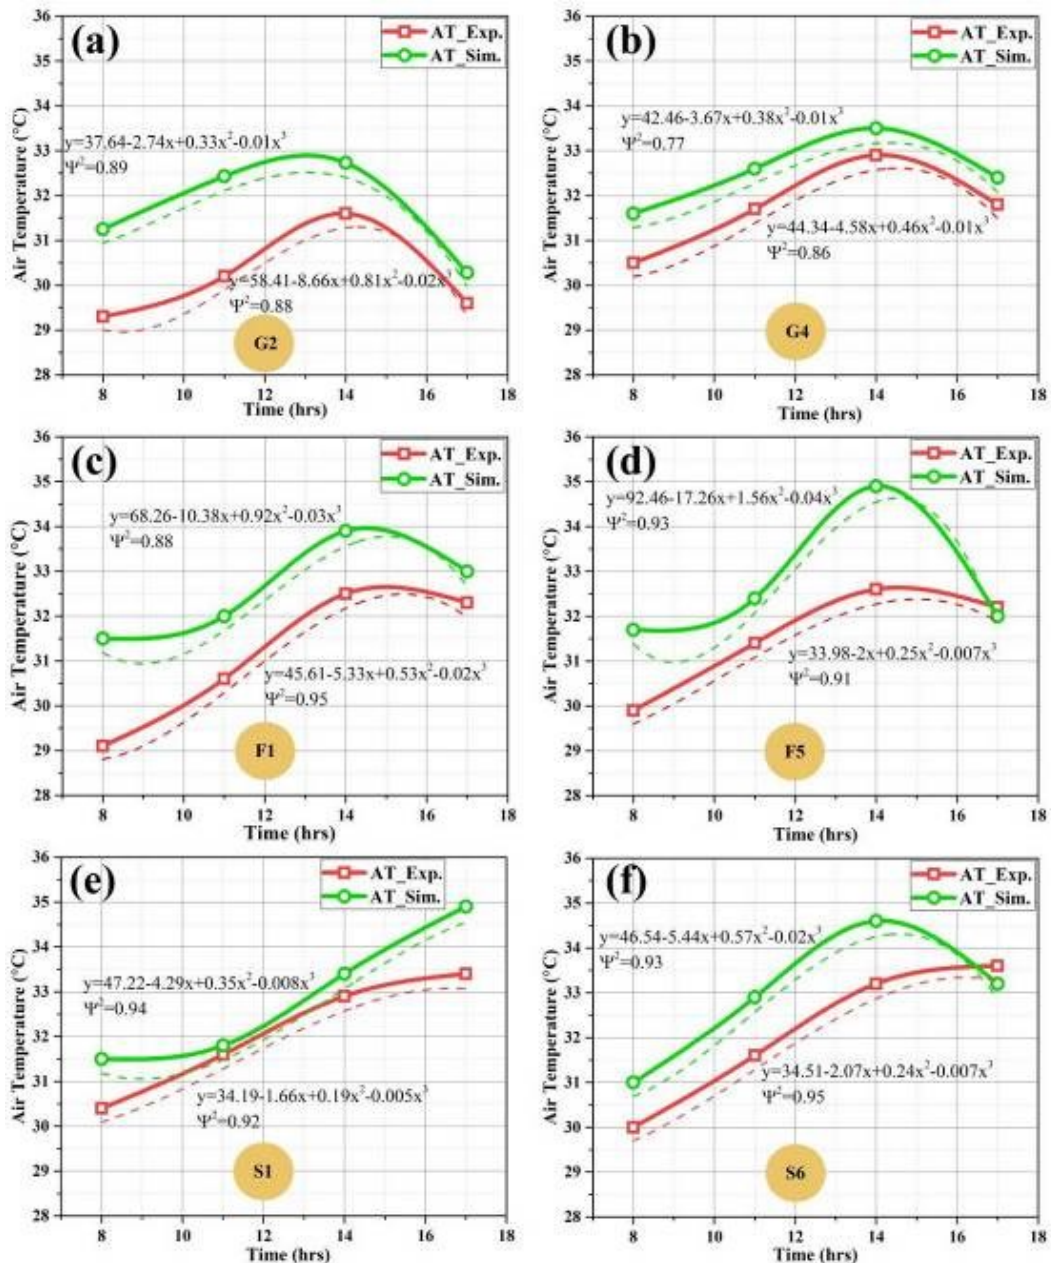 (a)
AT_Exp.
AT_Sim.
36
35
34
33
32
31
30
29
28
Air Temperature (°C)
y=37.64-2.74x+0.33x²-0.01x³
Ψ²=0.89
y=58.41-8.66x+0.81x²-0.02x³
Ψ²=0.88
G2
8 10 12 14 16 18
Time (hrs)
(b)
AT_Exp.
AT_Sim.
36
35
34
33
32
31
30
29
28
Air Temperature (°C)
y=42.46-3.67x+0.38x²-0.01x³
Ψ²=0.77
y=44.34-4.58x+0.46x²-0.01x³
Ψ²=0.86
G4
8 10 12 14 16 18
Time (hrs)
(c)
AT_Exp.
AT_Sim.
36
35
34
33
32
31
30
29
28
Air Temperature (°C)
y=68.26-10.38x+0.92x²-0.03x³
Ψ²=0.88
y=45.61-5.33x+0.53x²-0.02x³
Ψ²=0.95
F1
8 10 12 14 16 18
Time (hrs)
(d)
AT_Exp.
AT_Sim.
36
35
34
33
32
31
30
29
28
Air Temperature (°C)
y=92.46-17.26x+1.56x²-0.04x³
Ψ²=0.93
y=33.98-2x+0.25x²-0.007x³
Ψ²=0.91
F5
8 10 12 14 16 18
Time (hrs)
(e)
AT_Exp.
AT_Sim.
36
35
34
33
32
31
30
29
28
Air Temperature (°C)
y=47.22-4.29x+0.35x²-0.008x³
Ψ²=0.94
y=34.19-1.66x+0.19x²-0.005x³
Ψ²=0.92
S1
8 10 12 14 16 18
Time (hrs)
(f)
AT_Exp.
AT_Sim.
36
35
34
33
32
31
30
29
28
Air Temperature (°C)
y=46.54-5.44x+0.57x²-0.02x³
Ψ²=0.93
y=34.51-2.07x+0.24x²-0.007x³
Ψ²=0.95
S6
8 10 12 14 16 18
Time (hrs)